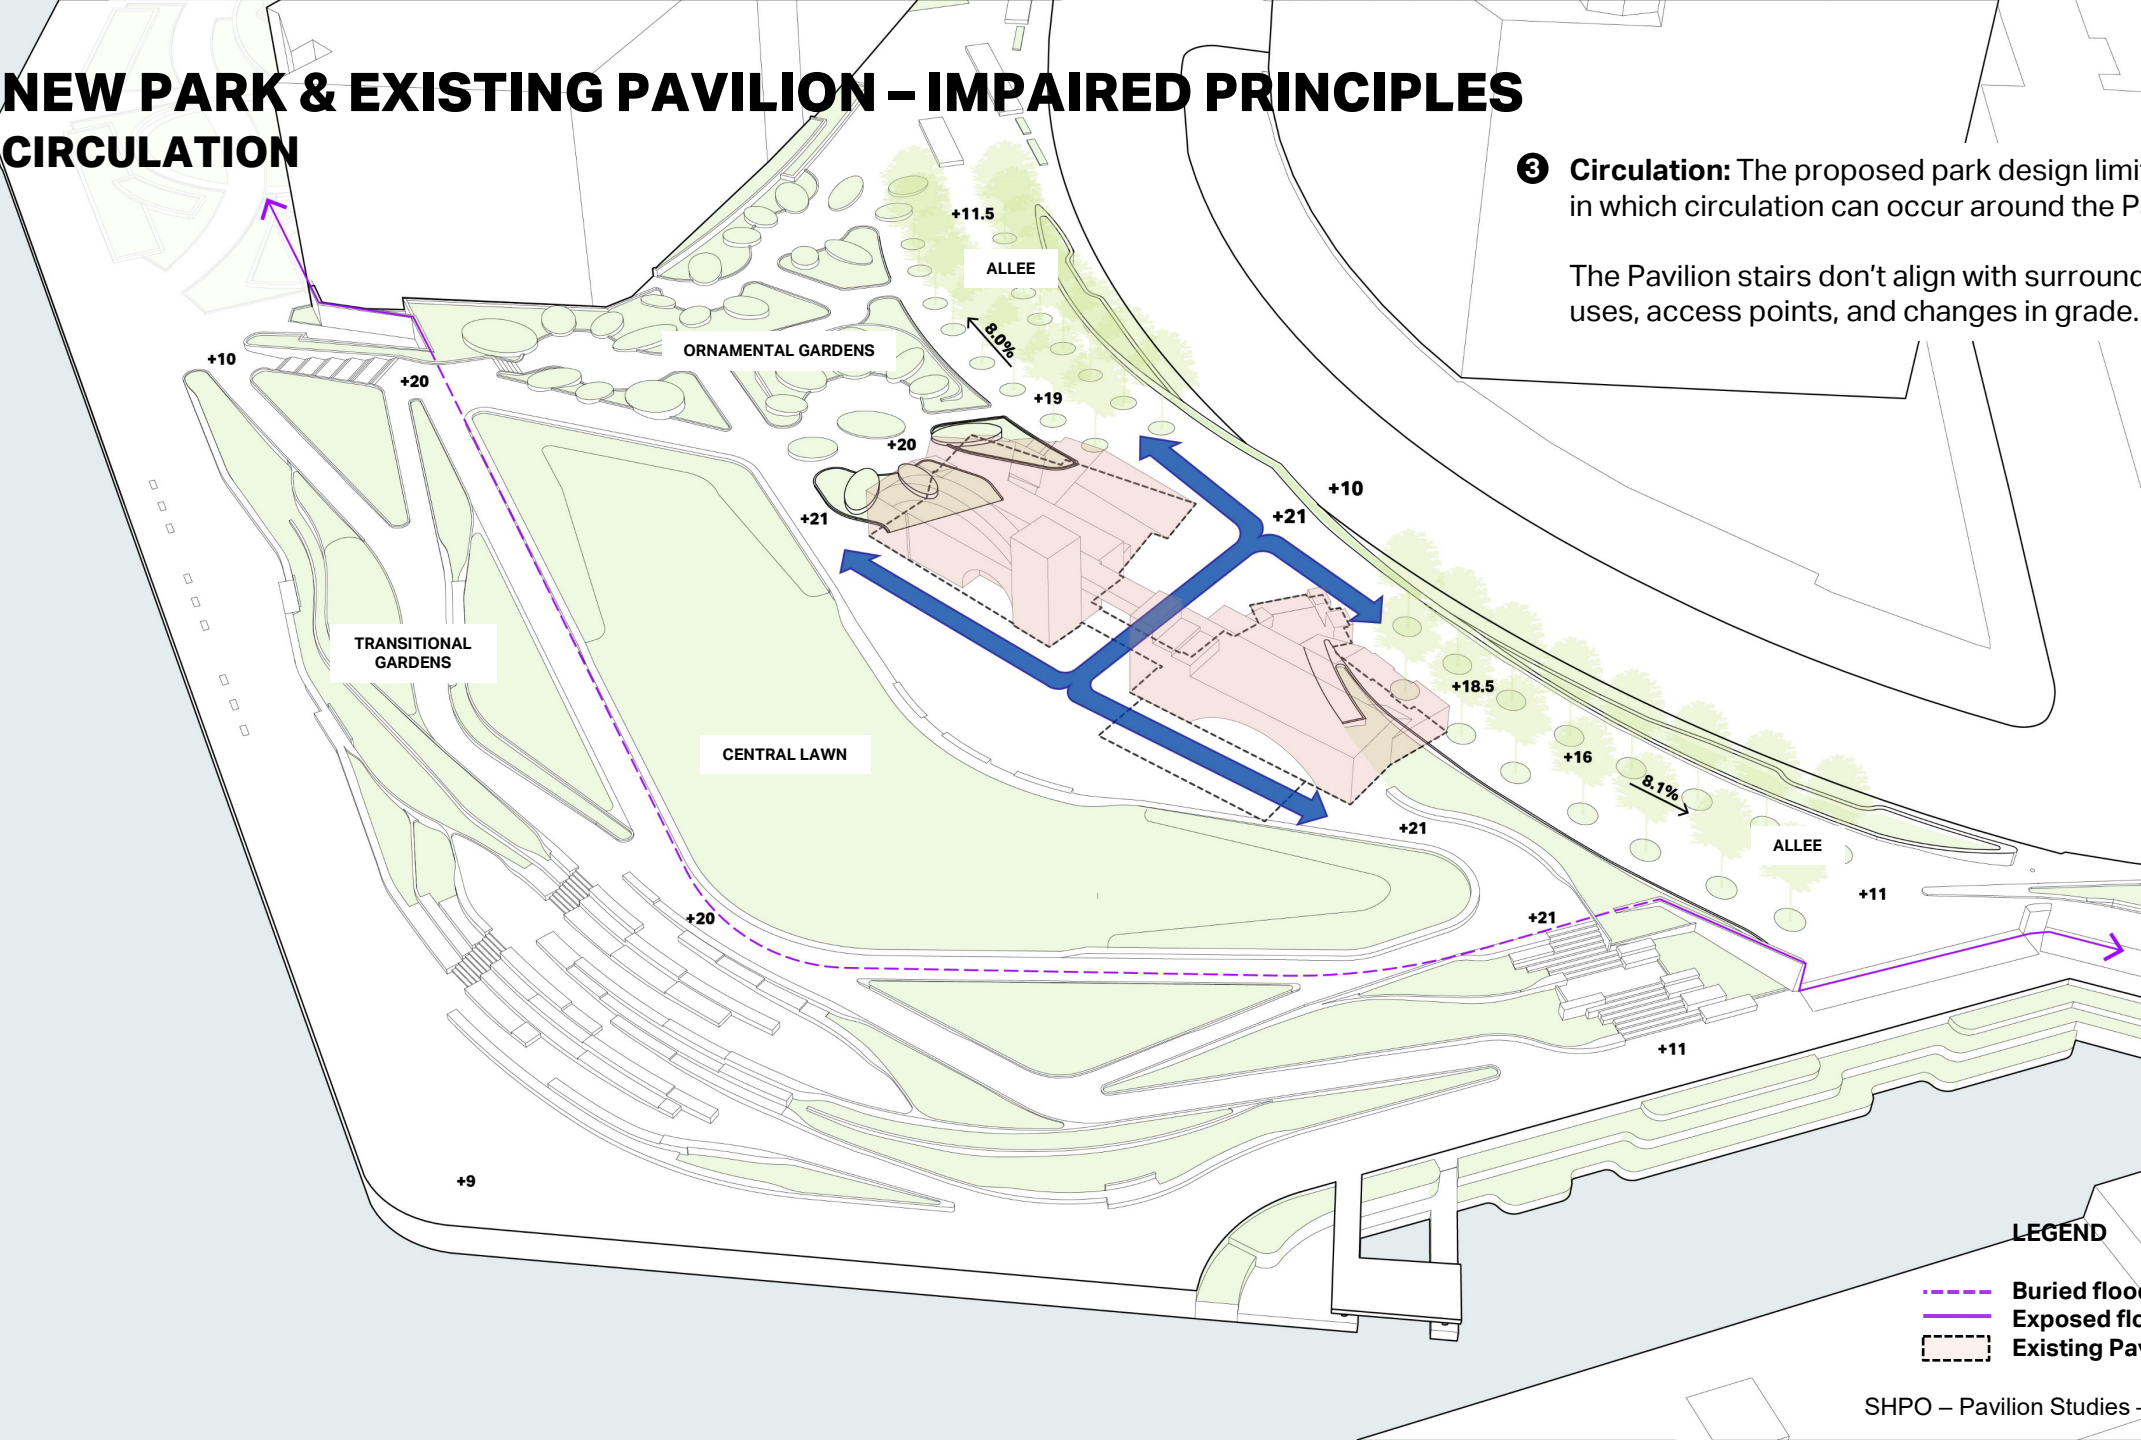 NEW PARK & EXISTING PAVILION – IMPAIRED PRINCIPLES
CIRCULATION
3 Circulation: The proposed park design limi
in which circulation can occur around the P
The Pavilion stairs don't align with surround
uses, access points, and changes in grade.
+11.5
ALLEE
8.0%
ORNAMENTAL GARDENS
+10
+20
+19
+20
+21
+10
+21
TRANSITIONAL
GARDENS
+18.5
CENTRAL LAWN
+16
8.1%
+21
ALLEE
+11
+20
+21
+11
+9
LEGEND
Buried floo
Exposed flo
Existing Pav
SHPO – Pavilion Studies –